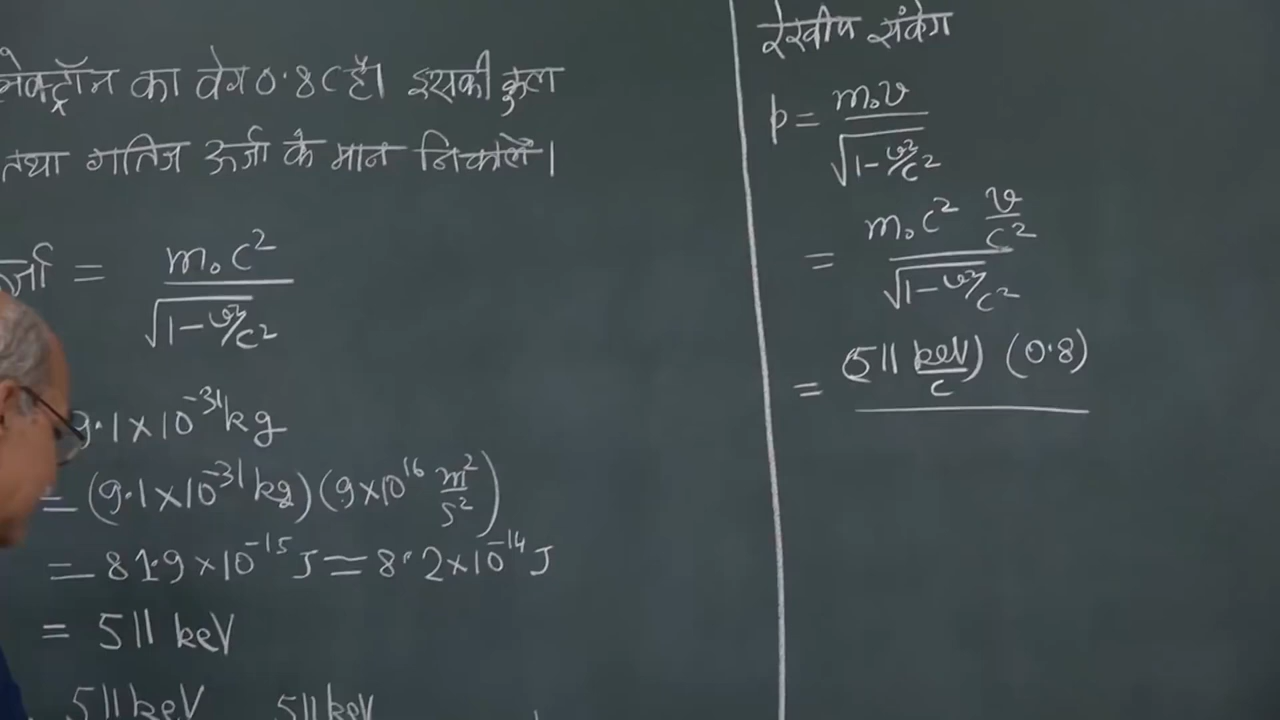 लेक्ट्रॉन का वेग 0.8C है। इसकी कुल
तथा गतिज ऊर्जा के मान निकालें।
र्जा = m₀c² / √1-v²/c²
9.1×10⁻³¹ kg
= (9.1×10⁻³¹ kg)(9×10¹⁶ m²/s²)
= 81.9×10⁻¹⁵ J = 8.2×10⁻¹⁴ J
= 511 keV
511 keV 511 keV
रेखीय संवेग
p = m₀v / √1-v²/c²
= m₀c² v/c² / √1-v²/c²
= (511 keV/c) (0.8)